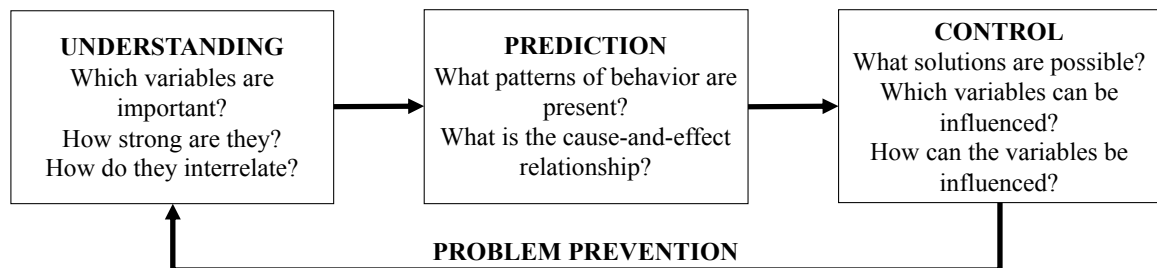 UNDERSTANDING
Which variables are
important?
How strong are they?
How do they interrelate?
PREDICTION
What patterns of behavior are
present?
What is the cause-and-effect
relationship?
CONTROL
What solutions are possible?
Which variables can be
influenced?
How can the variables be
influenced?
PROBLEM PREVENTION